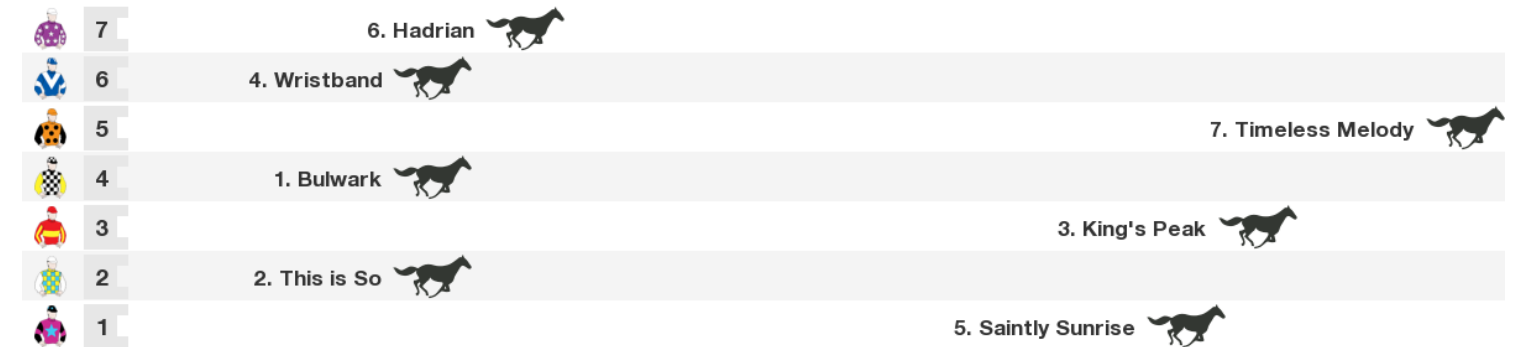 7 6. Hadrian
6 4. Wristband
5 7. Timeless Melody
4 1. Bulwark
3 3. King's Peak
2 2. This is So
1 5. Saintly Sunrise